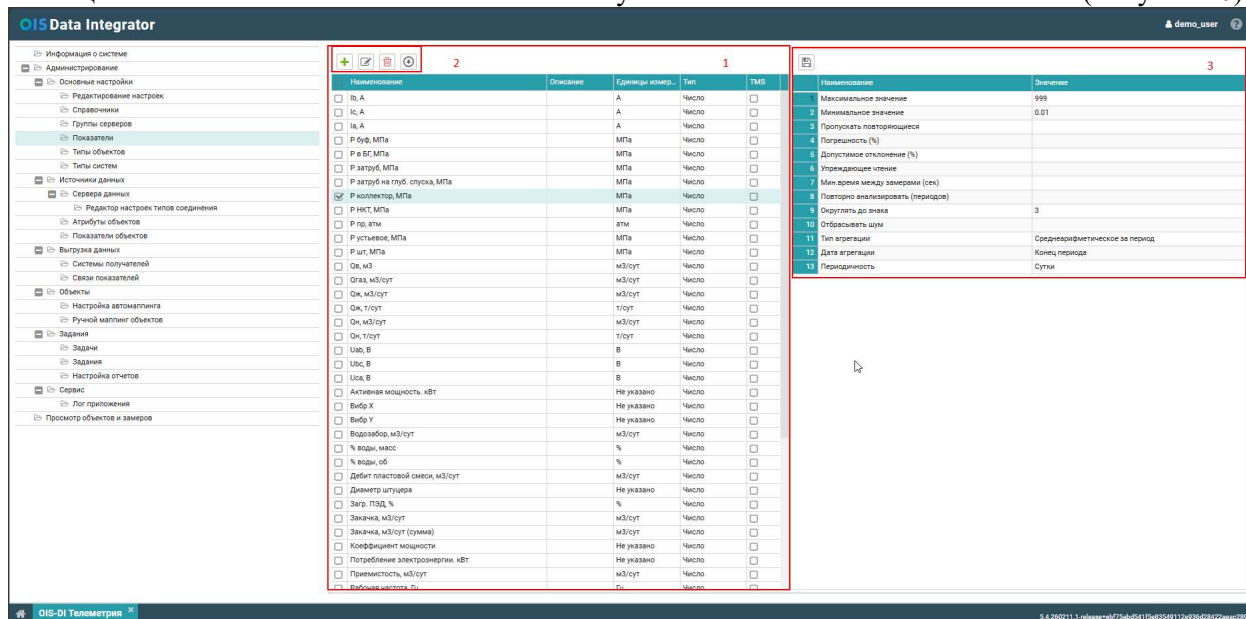 OIS Data Integrator
demo_user
Информация о системе
Администрирование
Основные настройки
Редактирование настроек
Справочники
Группы серверов
Показатели
Типы объектов
Типы систем
Источники данных
Сервера данных
Редактор настроек типов соединения
Атрибуты объектов
Показатели объектов
Выгрузка данных
Системы получателей
Связи показателей
Объекты
Настройка автомаппинга
Ручной маппинг объектов
Задания
Задачи
Задания
Настройка отчетов
Сервис
Лог приложения
Просмотр объектов и замеров
2
1
Наименование Описание Единицы измер... Тип TMS
Ib, A А Число
Ic, A А Число
Ia, A А Число
Р буф, МПа МПа Число
Р в БГ, МПа МПа Число
Р затруб, МПа МПа Число
Р затруб на глуб. спуска, МПа МПа Число
Р коллектор, МПа МПа Число
Р НКТ, МПа МПа Число
Р пр, атм атм Число
Р устьевое, МПа МПа Число
Р шт, МПа МПа Число
Qв, м3 м3/сут Число
Qгаз, м3/сут м3/сут Число
Qж, м3/сут м3/сут Число
Qж, т/сут т/сут Число
Qн, м3/сут м3/сут Число
Qн, т/сут т/сут Число
Uab, В В Число
Ubc, В В Число
Uca, В В Число
Активная мощность. кВт Не указано Число
Вибр X Не указано Число
Вибр Y Не указано Число
Водозабор, м3/сут м3/сут Число
% воды, масс % Число
% воды, об % Число
Дебит пластовой смеси, м3/сут м3/сут Число
Диаметр штуцера Не указано Число
Загр. ПЭД, % % Число
Закачка, м3/сут м3/сут Число
Закачка, м3/сут (сумма) м3/сут Число
Коеффициент мощности Не указано Число
Потребление электроэнергии. кВт Не указано Число
Приемистость, м3/сут м3/сут Число
Рабочая частота, Гц Гц Число
3
Наименование Значение
1 Максимальное значение 999
2 Минимальное значение 0.01
3 Пропускать повторяющиеся
4 Погрешность (%)
5 Допустимое отклонение (%)
6 Упреждающее чтение
7 Мин.время между замерами (сек)
8 Повторно анализировать (периодов)
9 Округлять до знака 3
10 Отбрасывать шум
11 Тип агрегации Среднеарифметическое за период
12 Дата агрегации Конец периода
13 Периодичность Сутки
OIS-DI Телеметрия